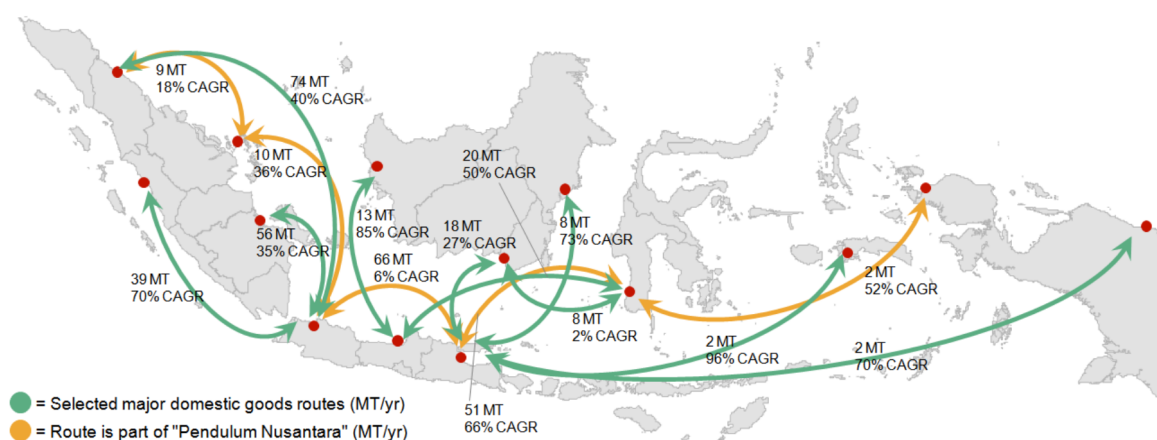 9 MT
18% CAGR
74 MT
40% CAGR
10 MT
36% CAGR
20 MT
50% CAGR
13 MT
85% CAGR
18 MT
27% CAGR
8 MT
73% CAGR
56 MT
35% CAGR
66 MT
6% CAGR
39 MT
70% CAGR
2 MT
52% CAGR
8 MT
2% CAGR
2 MT
96% CAGR
2 MT
70% CAGR
51 MT
66% CAGR
= Selected major domestic goods routes (MT/yr)
= Route is part of "Pendulum Nusantara" (MT/yr)